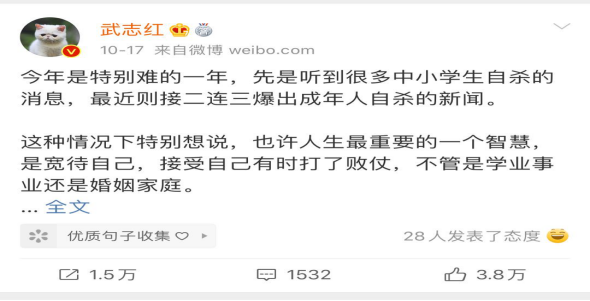 武志红
10-17 来自微博 weibo.com
今年是特别难的一年，先是听到很多中小学生自杀的
消息，最近则接二连三爆出成年人自杀的新闻。
这种情况下特别想说，也许人生最重要的一个智慧，
是宽待自己，接受自己有时打了败仗，不管是学业事
业还是婚姻家庭。
... 全文
优质句子收集♡
28人发表了态度
1.5万 1532 3.8万